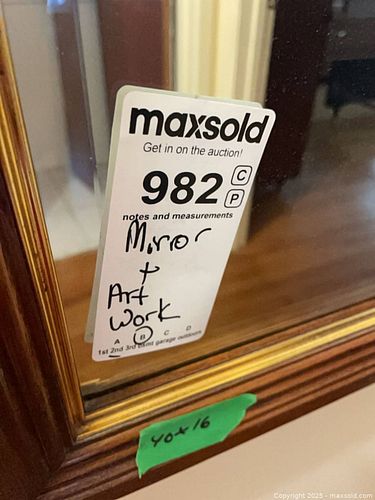 maxsold
Get in on the auction!
982 C
P
notes and measurements
Mirror
+
Art
Work
A B C D
1st 2nd 3rd bsmt garage outdoors
40x16
Copyright © 2025 - maxsold.com